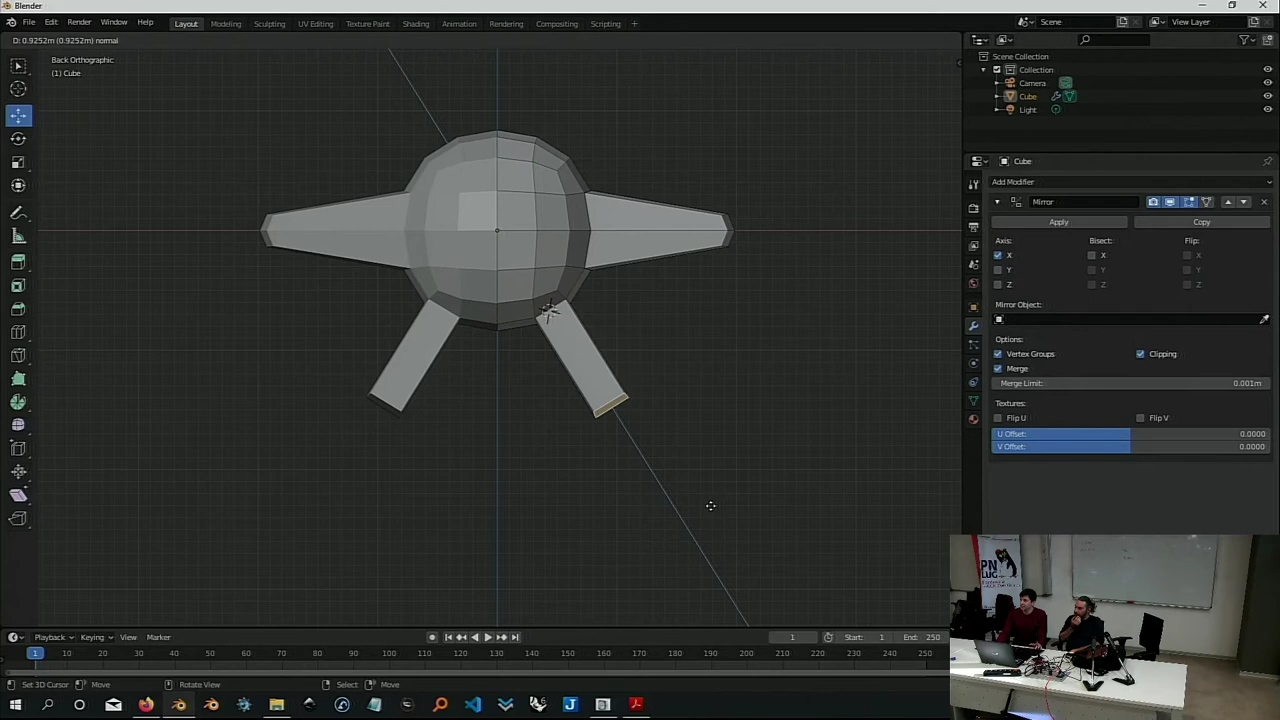 Blender
File Edit Render Window Help
Layout Modeling Sculpting UV Editing Texture Paint Shading Animation Rendering Compositing Scripting +
Scene
View Layer
D: 0.9252m (0.9252m) normal
Back Orthographic
(1) Cube
Scene Collection
Collection
Camera
Cube
Light
Cube
Add Modifier
Mirror
Apply
Copy
Axis:
Bisect:
Flip:
X
X
X
Y
Y
Y
Z
Z
Z
Mirror Object:
Options:
Vertex Groups
Clipping
Merge
Merge Limit:
0.001m
Textures:
Flip U
Flip V
U Offset:
0.0000
V Offset:
0.0000
PN
LUG
Playback Keying View Marker
1
Start: 1
End: 250
1 10 20 30 40 50 60 70 80 90 100 110 120 130 140 150 160 170 180 190 200 210 220 230 240 250
Set 3D Cursor
Move
Rotate View
Select
Move